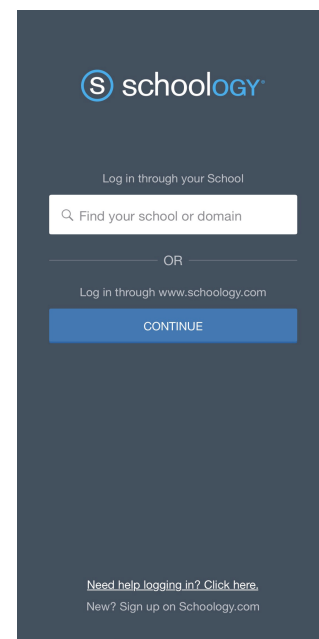 S schoology
Log in through your School
Find your school or domain
OR
Log in through www.schoology.com
CONTINUE
Need help logging in? Click here.
New? Sign up on Schoology.com